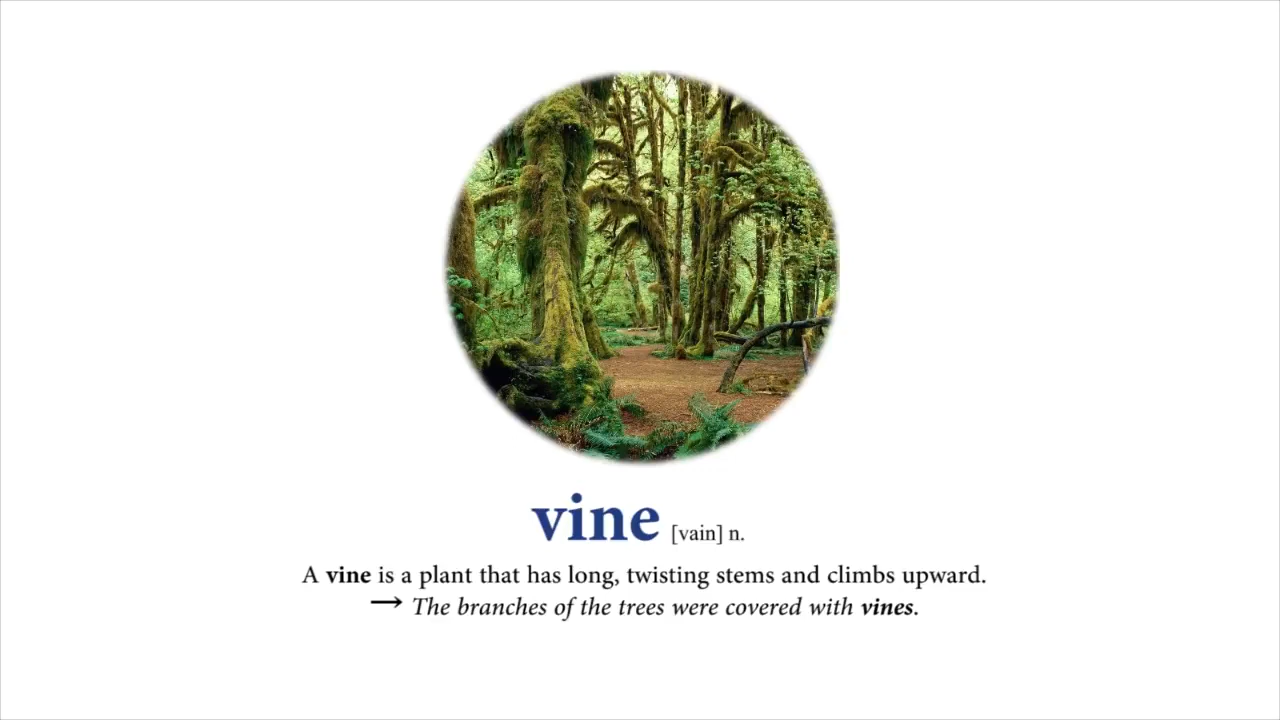 vine [vain] n.
A vine is a plant that has long, twisting stems and climbs upward.
→ The branches of the trees were covered with vines.